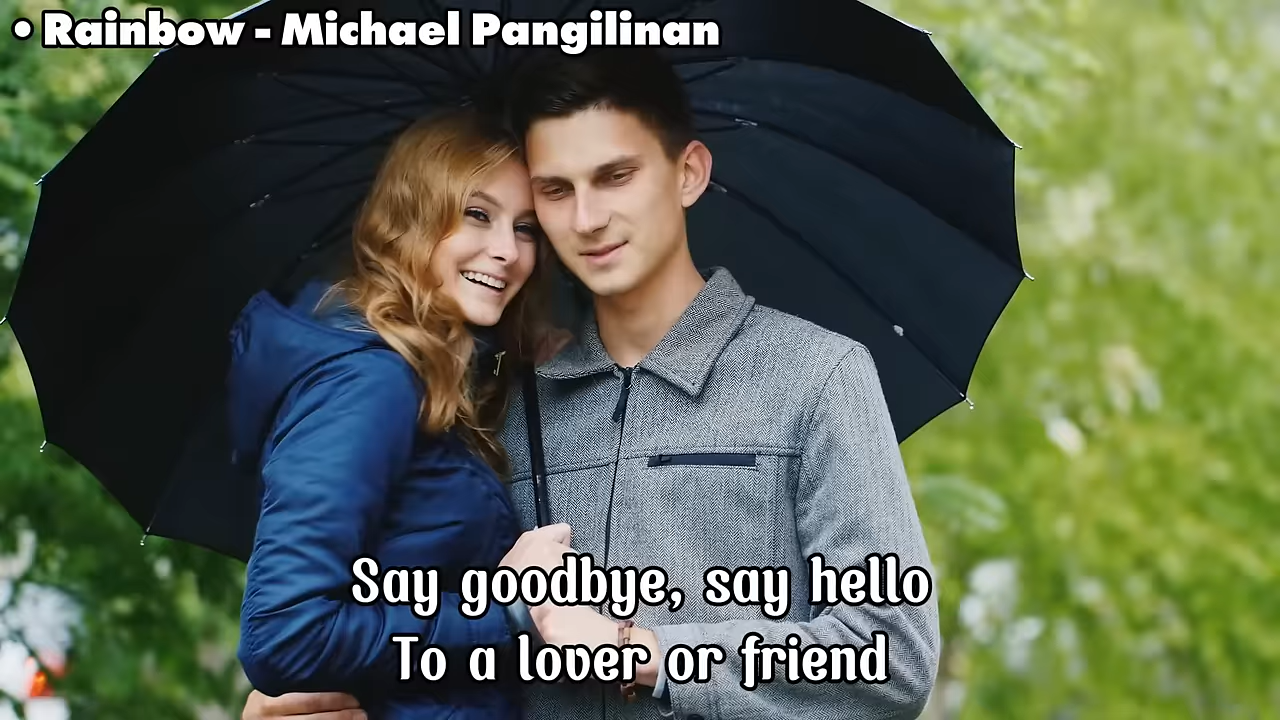 • Rainbow - Michael Pangilinan
Say goodbye, say hello
To a lover or friend